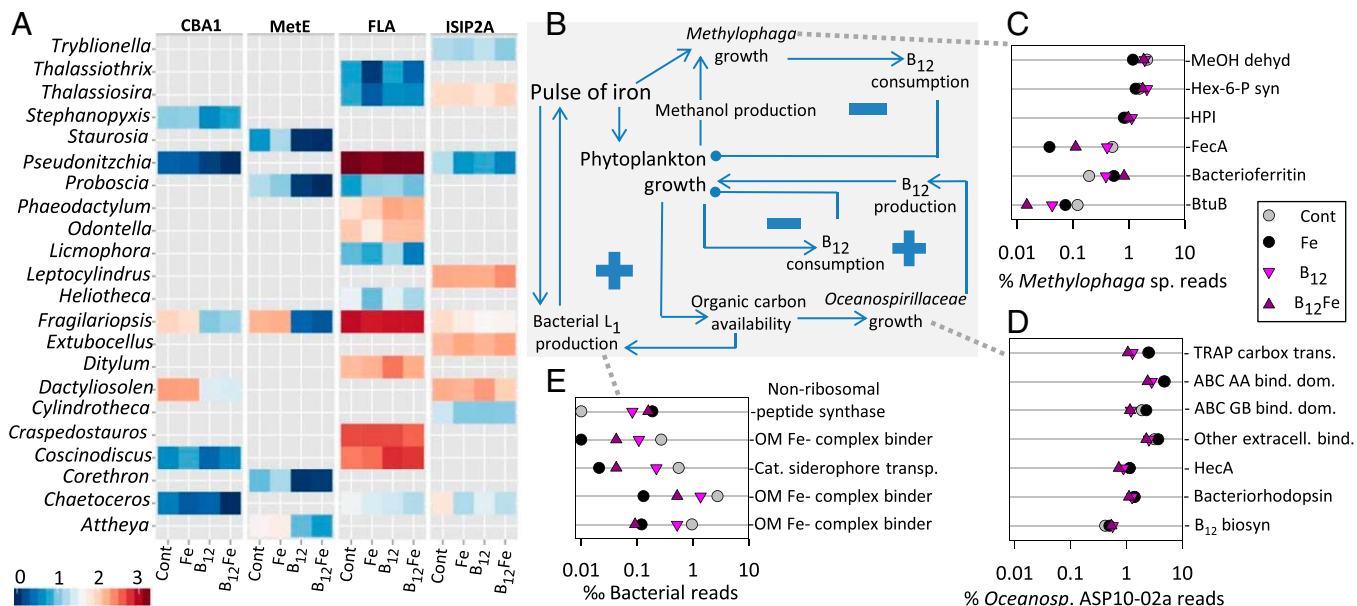 A
CBA1 MetE FLA ISIP2A
Tryblionella
Thalassiothrix
Thalassiosira
Stephanopyxis
Staurosia
Pseudonitzchia
Proboscia
Phaeodactylum
Odontella
Licmophora
Leptocylindrus
Heliotheca
Fragilariopsis
Extubocellus
Ditylum
Dactyliosolen
Cylindrotheca
Craspedostauros
Coscinodiscus
Corethron
Chaetoceros
Attheya
Cont Fe B12 B12Fe Cont Fe B12 B12Fe Cont Fe B12 B12Fe Cont Fe B12 B12Fe
0 1 2 3
B
Methylophaga
growth
B12
consumption
Pulse of iron
Methanol production
Phytoplankton
growth
B12
production
B12
consumption
Organic carbon
availability
Oceanospirillaceae
growth
Bacterial L1
production
C
MeOH dehyd
Hex-6-P syn
HPI
FecA
Bacterioferritin
BtuB
0.01 0.1 1 10
% Methylophaga sp. reads
Cont
Fe
B12
B12Fe
D
TRAP carbox trans.
ABC AA bind. dom.
ABC GB bind. dom.
Other extracell. bind.
HecA
Bacteriorhodopsin
B12 biosyn
0.01 0.1 1 10
% Oceanosp. ASP10-02a reads
E
Non-ribosomal
peptide synthase
OM Fe- complex binder
Cat. siderophore transp.
OM Fe- complex binder
OM Fe- complex binder
0.01 0.1 1 10
‰ Bacterial reads